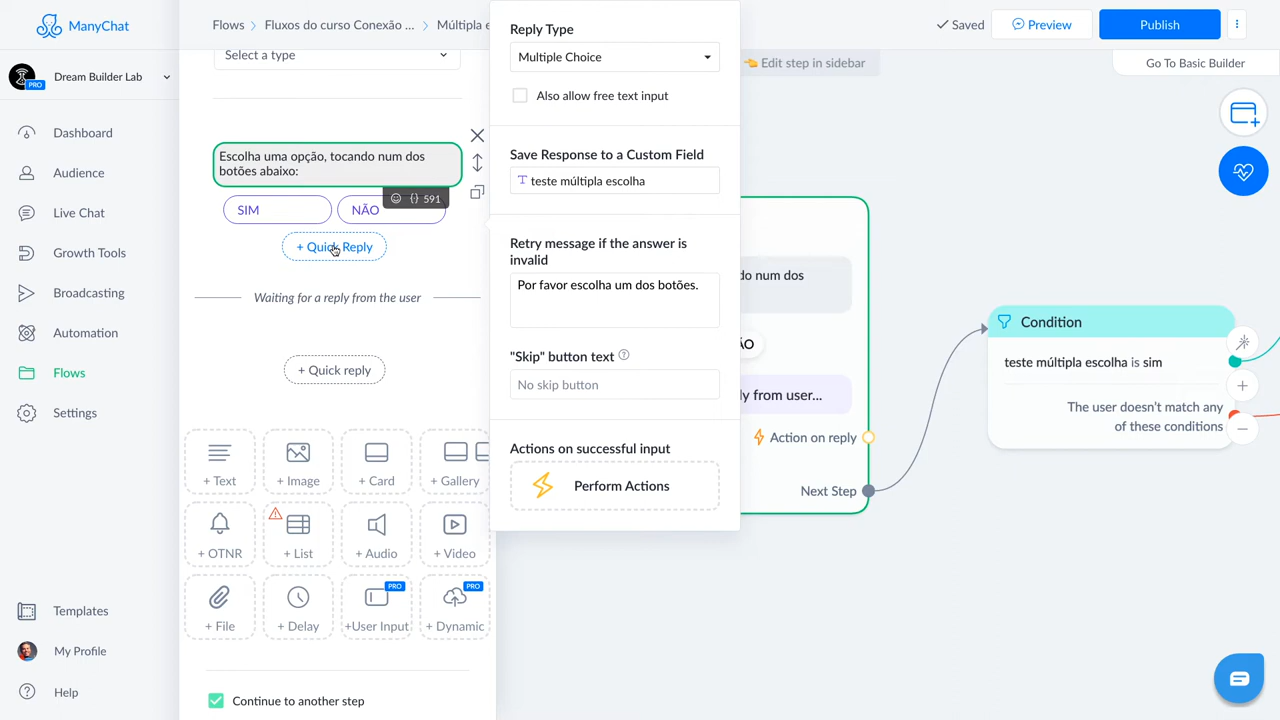 ManyChat
Flows
Fluxos do curso Conexão ...
Múltipla e
Saved
Preview
Publish
Dream Builder Lab
PRO
Dashboard
Audience
Live Chat
Growth Tools
Broadcasting
Automation
Flows
Settings
Templates
My Profile
Help
Select a type
Escolha uma opção, tocando num dos
botões abaixo:
{} 591
SIM
NÃO
+ Quick Reply
Waiting for a reply from the user
+ Quick reply
+ Text
+ Image
+ Card
+ Gallery
+ OTNR
+ List
+ Audio
+ Video
+ File
+ Delay
PRO
+User Input
PRO
+ Dynamic
Continue to another step
Reply Type
Multiple Choice
Also allow free text input
Save Response to a Custom Field
T teste múltipla escolha
Retry message if the answer is
invalid
Por favor escolha um dos botões.
"Skip" button text ?
No skip button
Actions on successful input
Perform Actions
Edit step in sidebar
Go To Basic Builder
do num dos
ÃO
ly from user...
Action on reply
Next Step
Condition
teste múltipla escolha is sim
The user doesn't match any
of these conditions